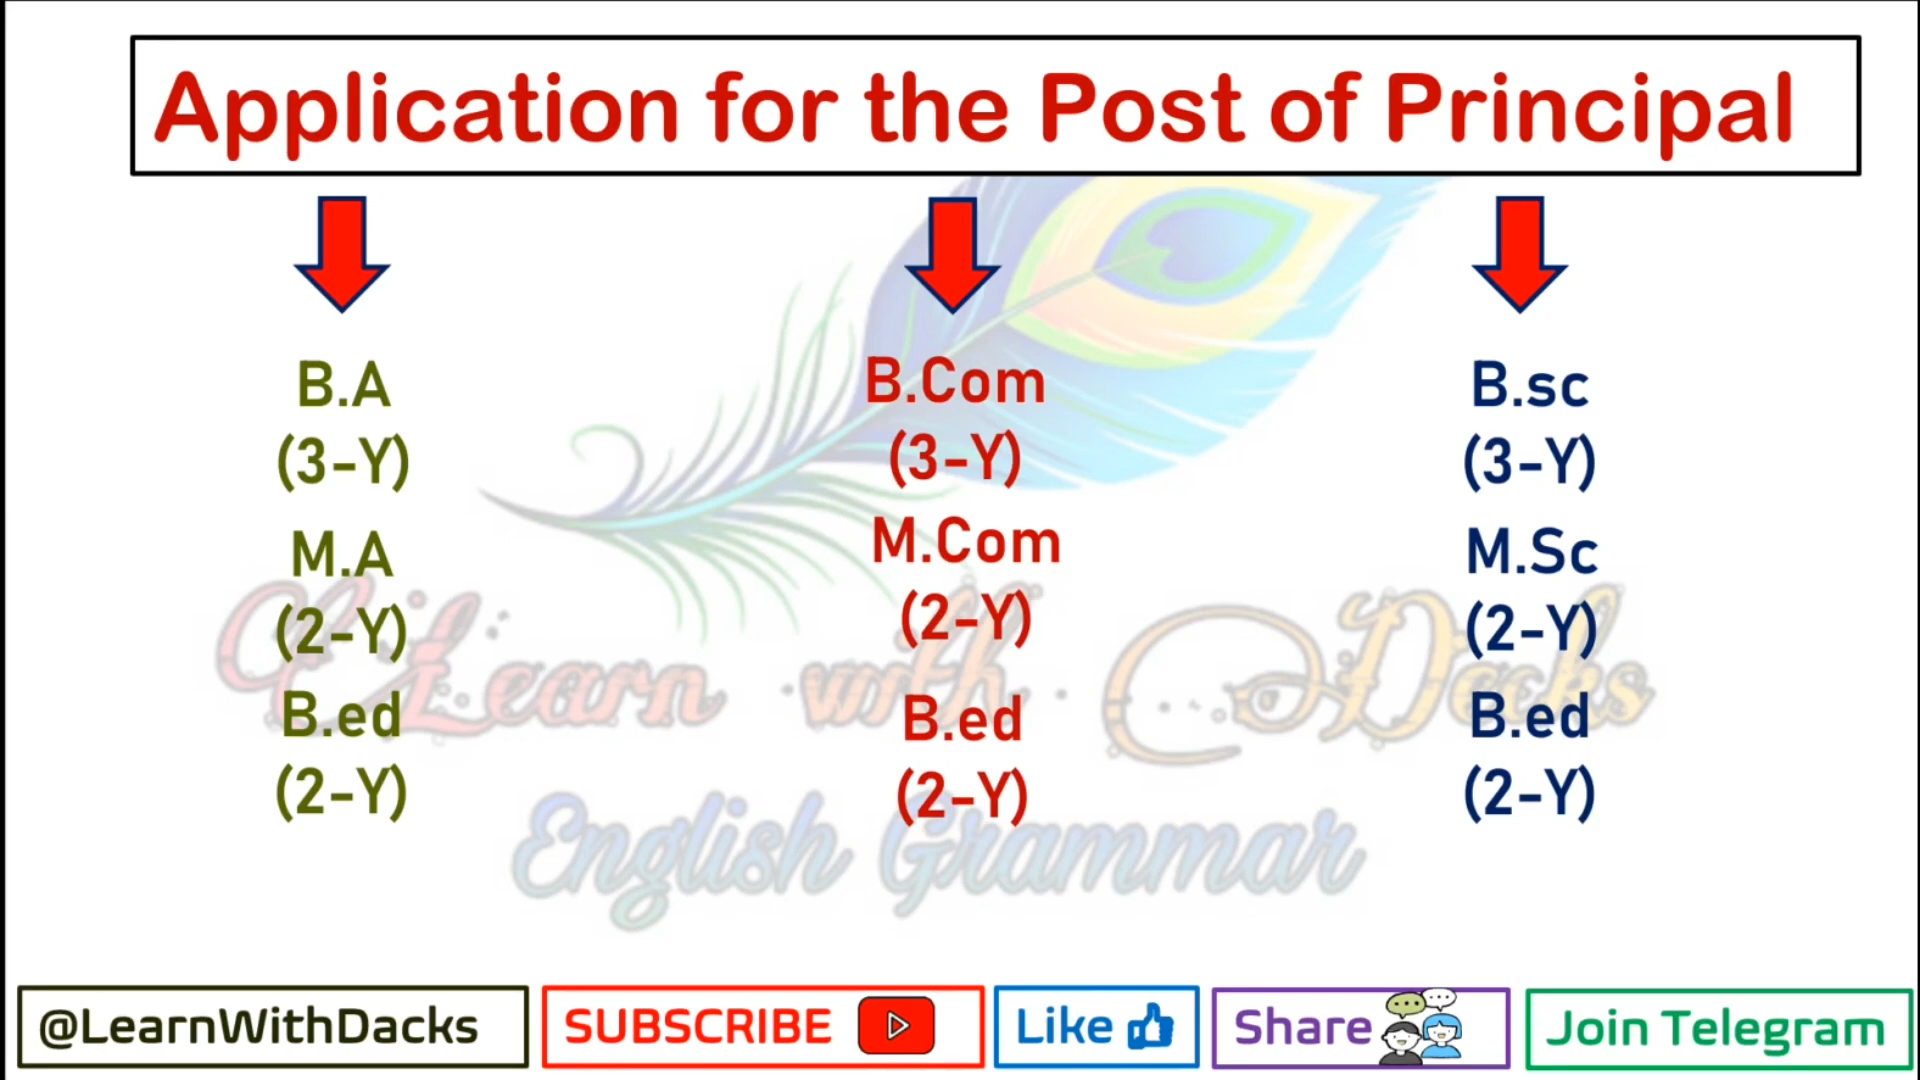 Application for the Post of Principal
B.A
(3-Y)
M.A
(2-Y)
B.ed
(2-Y)
B.Com
(3-Y)
M.Com
(2-Y)
B.ed
(2-Y)
B.sc
(3-Y)
M.Sc
(2-Y)
B.ed
(2-Y)
Learn with Dacks
English Grammar
@LearnWithDacks
SUBSCRIBE
Like
Share
Join Telegram